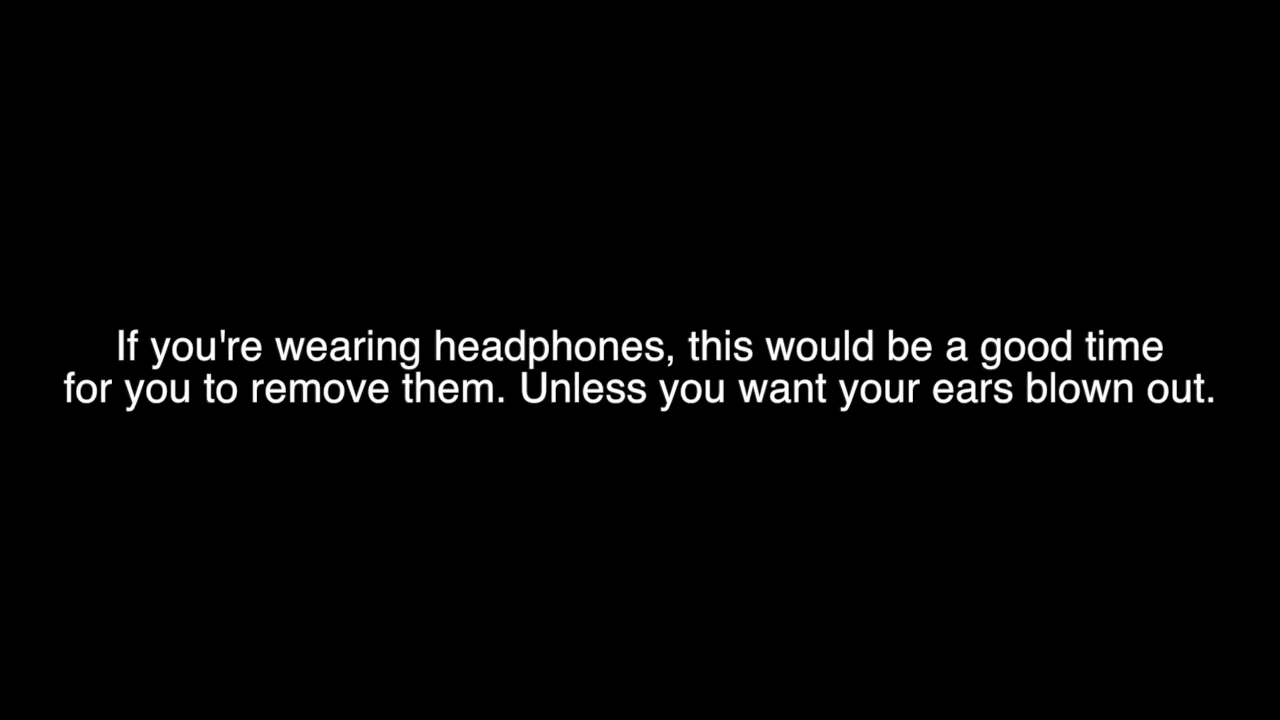 If you're wearing headphones, this would be a good time
for you to remove them. Unless you want your ears blown out.